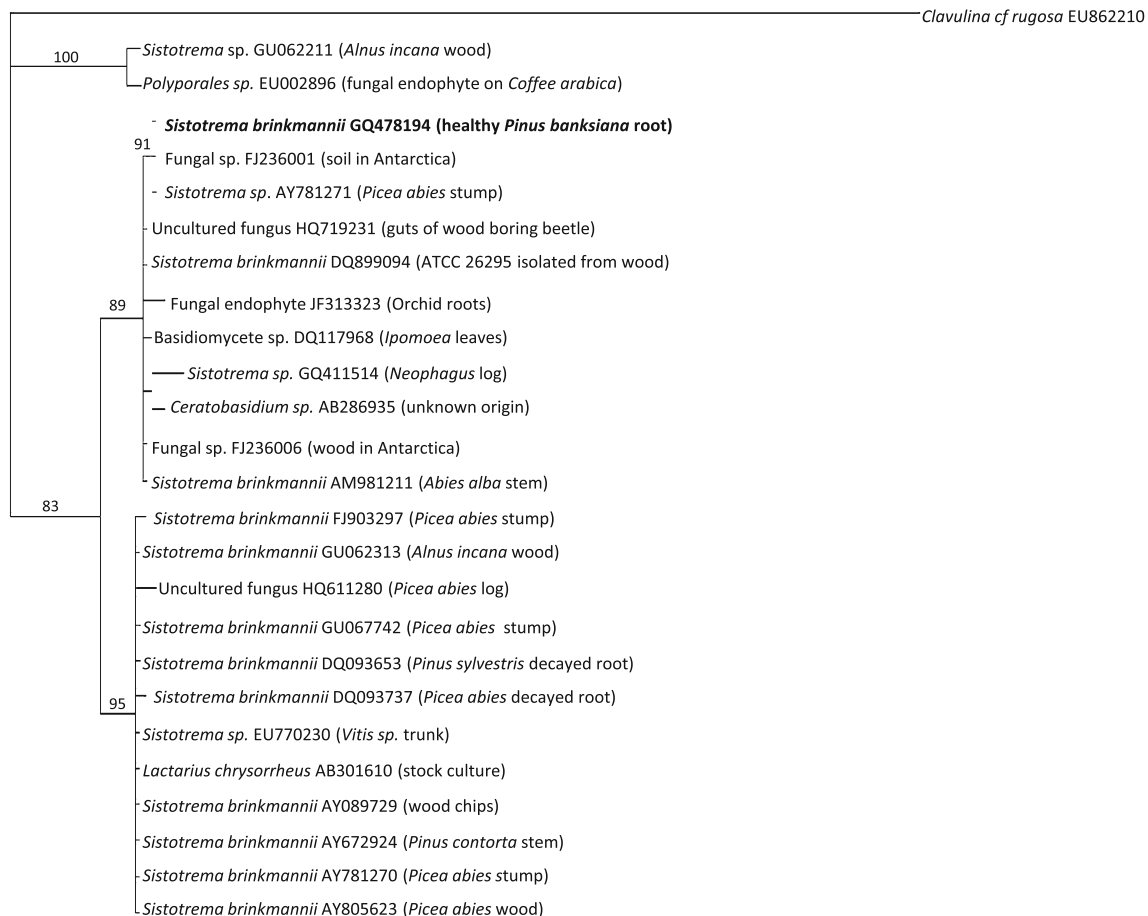 Clavulina cf rugosa EU862210
Sistotrema sp. GU062211 (Alnus incana wood)
100
Polyporales sp. EU002896 (fungal endophyte on Coffee arabica)
Sistotrema brinkmannii GQ478194 (healthy Pinus banksiana root)
91
Fungal sp. FJ236001 (soil in Antarctica)
Sistotrema sp. AY781271 (Picea abies stump)
Uncultured fungus HQ719231 (guts of wood boring beetle)
Sistotrema brinkmannii DQ899094 (ATCC 26295 isolated from wood)
89
Fungal endophyte JF313323 (Orchid roots)
Basidiomycete sp. DQ117968 (Ipomoea leaves)
Sistotrema sp. GQ411514 (Neophagus log)
Ceratobasidium sp. AB286935 (unknown origin)
Fungal sp. FJ236006 (wood in Antarctica)
Sistotrema brinkmannii AM981211 (Abies alba stem)
83
Sistotrema brinkmannii FJ903297 (Picea abies stump)
Sistotrema brinkmannii GU062313 (Alnus incana wood)
Uncultured fungus HQ611280 (Picea abies log)
Sistotrema brinkmannii GU067742 (Picea abies stump)
Sistotrema brinkmannii DQ093653 (Pinus sylvestris decayed root)
95
Sistotrema brinkmannii DQ093737 (Picea abies decayed root)
Sistotrema sp. EU770230 (Vitis sp. trunk)
Lactarius chrysorrheus AB301610 (stock culture)
Sistotrema brinkmannii AY089729 (wood chips)
Sistotrema brinkmannii AY672924 (Pinus contorta stem)
Sistotrema brinkmannii AY781270 (Picea abies stump)
Sistotrema brinkmannii AY805623 (Picea abies wood)